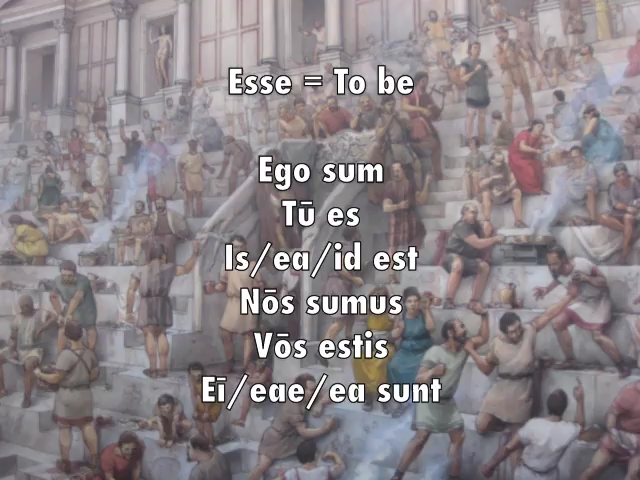 Esse = To be
Ego sum
Tū es
Is/ea/id est
Nōs sumus
Vōs estis
Eī/eae/ea sunt